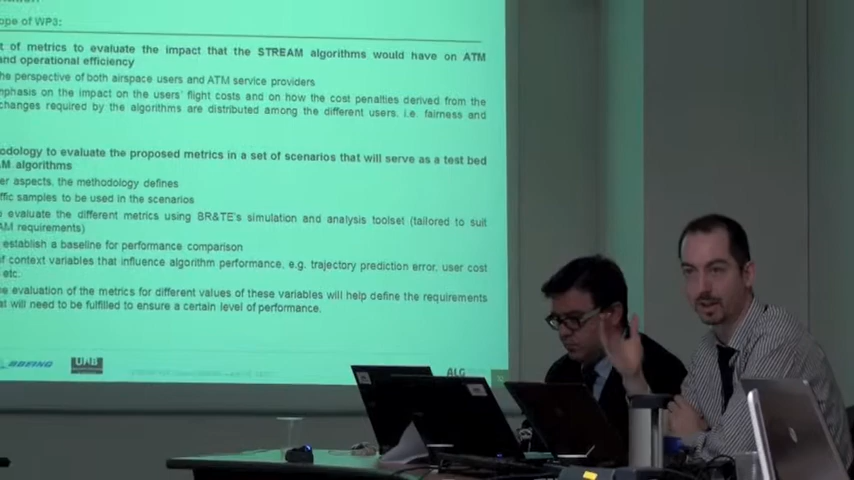 ope of WP3:
t of metrics to evaluate the impact that the STREAM algorithms would have on ATM
and operational efficiency
he perspective of both airspace users and ATM service providers
mphasis on the impact on the users' flight costs and on how the cost penalties derived from the
changes required by the algorithms are distributed among the different users. i.e. fairness and
odology to evaluate the proposed metrics in a set of scenarios that will serve as a test bed
AM algorithms
er aspects, the methodology defines
ffic samples to be used in the scenarios
o evaluate the different metrics using BR&TE's simulation and analysis toolset (tailored to suit
AM requirements)
establish a baseline for performance comparison
of context variables that influence algorithm performance, e.g. trajectory prediction error, user cost
etc.
he evaluation of the metrics for different values of these variables will help define the requirements
at will need to be fulfilled to ensure a certain level of performance.
BOEING
UAB
ALG